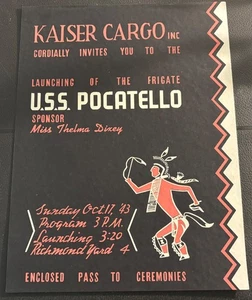 KAISER CARGO INC
CORDIALLY INVITES YOU TO THE
LAUNCHING OF THE FRIGATE
U.S.S. POCATELLO
SPONSOR
Miss Thelma Dixey
Sunday Oct. 17, '43
Program 3 P.M.
Launching 3:20
Richmond Yard 4
ENCLOSED PASS TO CEREMONIES